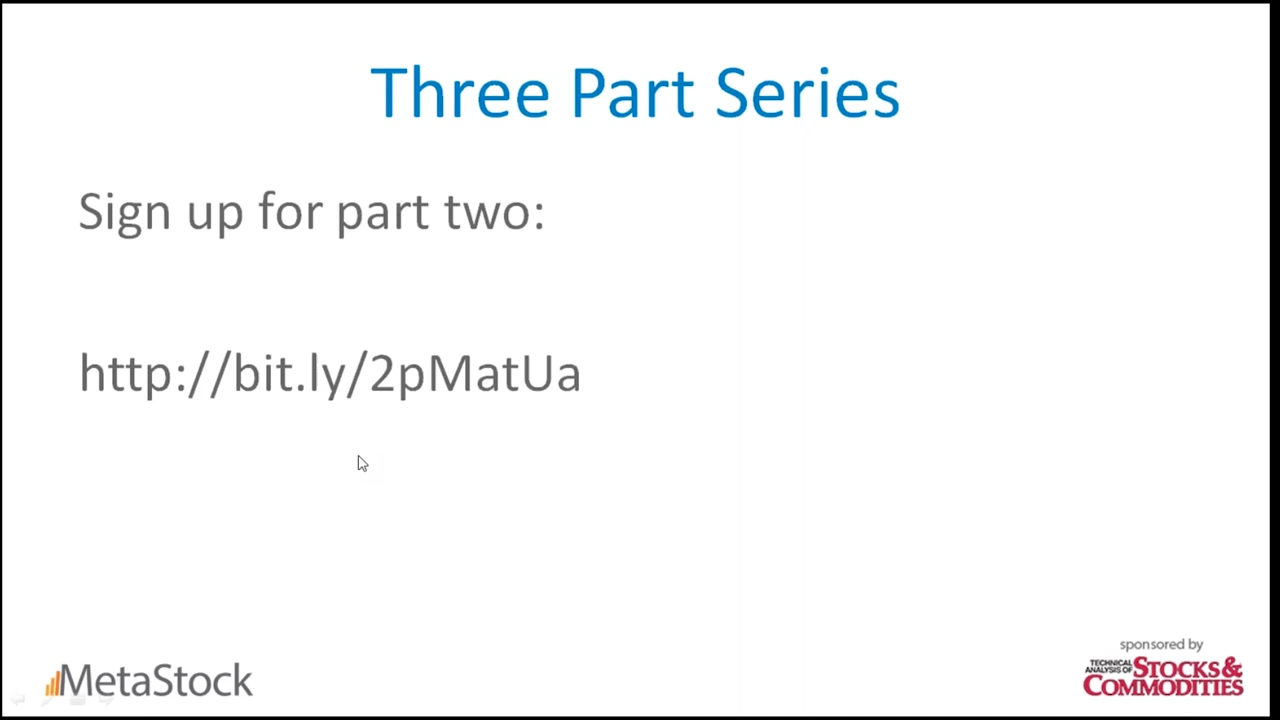 Three Part Series
Sign up for part two:
http://bit.ly/2pMatUa
sponsored by
MetaStock
TECHNICAL
ANALYSIS OF
STOCKS &
COMMODITIES